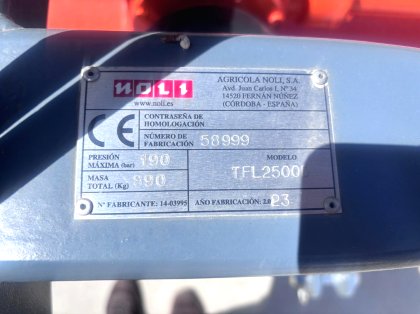 NOLI
www.noli.es
AGRICOLA NOLI, S.A.
Avd. Juan Carlos I, Nº 34
14520 FERNÁN NÚÑEZ
(CÓRDOBA - ESPAÑA)
CE
CONTRASEÑA DE
HOMOLOGACIÓN
NÚMERO DE
FABRICACIÓN 58999
PRESIÓN
MÁXIMA (bar) 190
MODELO
MASA
TOTAL (Kg) 890
TFL2500
Nº FABRICANTE: 14-03995 AÑO FABRICACIÓN: 2.0 23